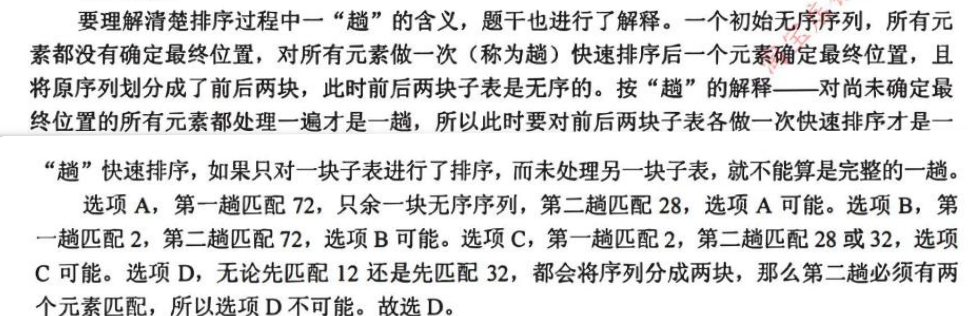 要理解清楚排序过程中一“趟”的含义，题干也进行了解释。一个初始无序序列，所有元
素都没有确定最终位置，对所有元素做一次（称为趟）快速排序后一个元素确定最终位置，且
将原序列划分成了前后两块，此时前后两块子表是无序的。按“趟”的解释——对尚未确定最
终位置的所有元素都处理一遍才是一趟，所以此时要对前后两块子表各做一次快速排序才是一
“趟”快速排序，如果只对一块子表进行了排序，而未处理另一块子表，就不能算是完整的一趟。
选项 A，第一趟匹配 72，只余一块无序序列，第二趟匹配 28，选项 A 可能。选项 B，第
一趟匹配 2，第二趟匹配 72，选项 B 可能。选项 C，第一趟匹配 2，第二趟匹配 28 或 32，选项
C 可能。选项 D，无论先匹配 12 还是先匹配 32，都会将序列分成两块，那么第二趟必须有两
个元素匹配，所以选项 D 不可能。故选 D。